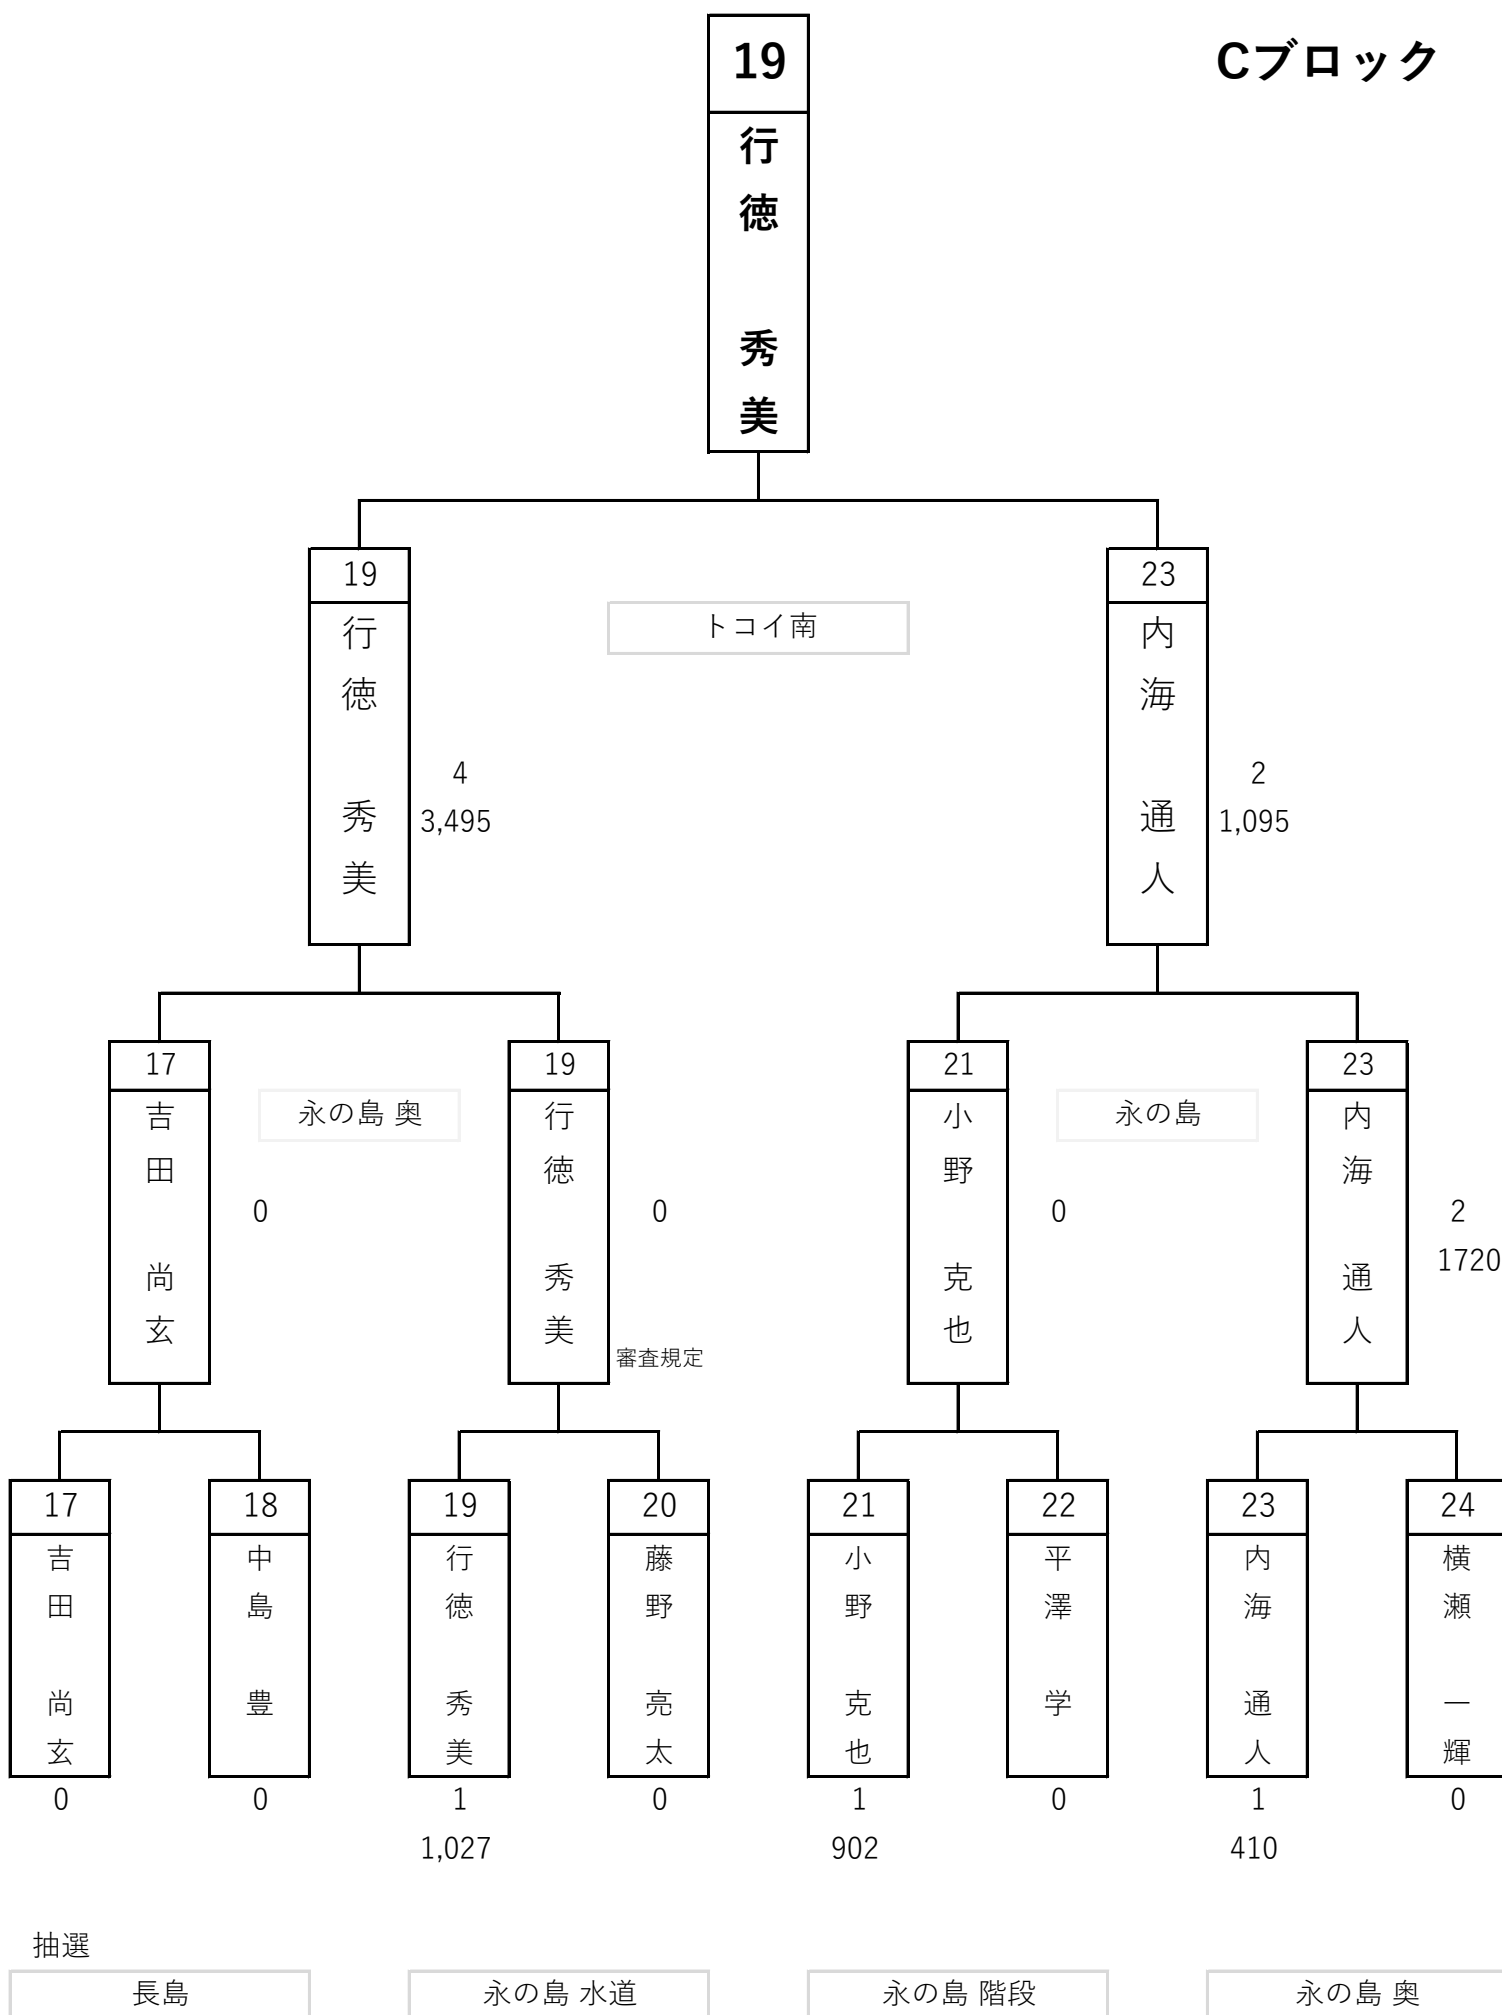 Cブロック
19
行徳 秀美
19
行徳 秀美
4
3,495
トコイ南
23
内海 通人
2
1,095
17
吉田 尚玄
0
永の島 奥
19
行徳 秀美
0
審査規定
21
小野 克也
0
永の島
23
内海 通人
2
1720
17
吉田 尚玄
0
18
中島 豊
0
19
行徳 秀美
1
1,027
20
藤野 亮太
0
21
小野 克也
1
902
22
平澤 学
0
23
内海 通人
1
410
24
横瀬 一輝
0
抽選
長島
永の島 水道
永の島 階段
永の島 奥